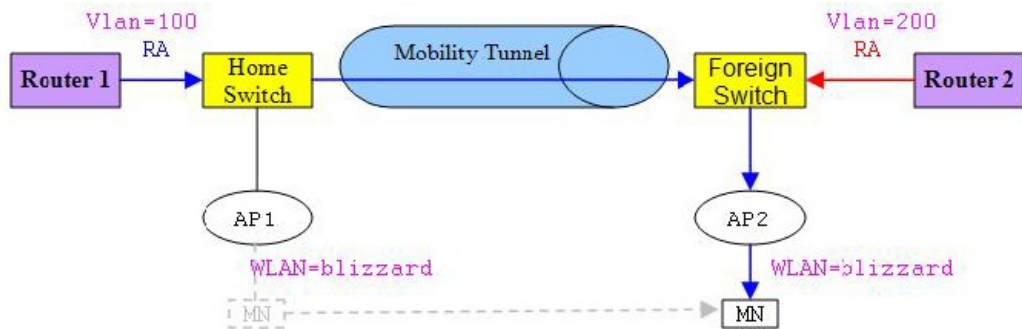 Vlan=100
RA
Vlan=200
RA
Router 1
Home
Switch
Mobility Tunnel
Foreign
Switch
Router 2
AP1
AP2
WLAN=blizzard
WLAN=blizzard
MN
MN